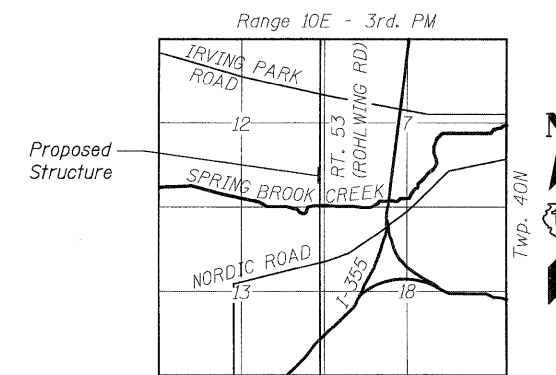 Range 10E - 3rd. PM
IRVING PARK
ROAD
RT. 53
(ROHLWING RD)
12
7
N
Proposed
Structure
SPRING BROOK CREEK
Twp. 40N
NORDIC ROAD
I-355
13
18